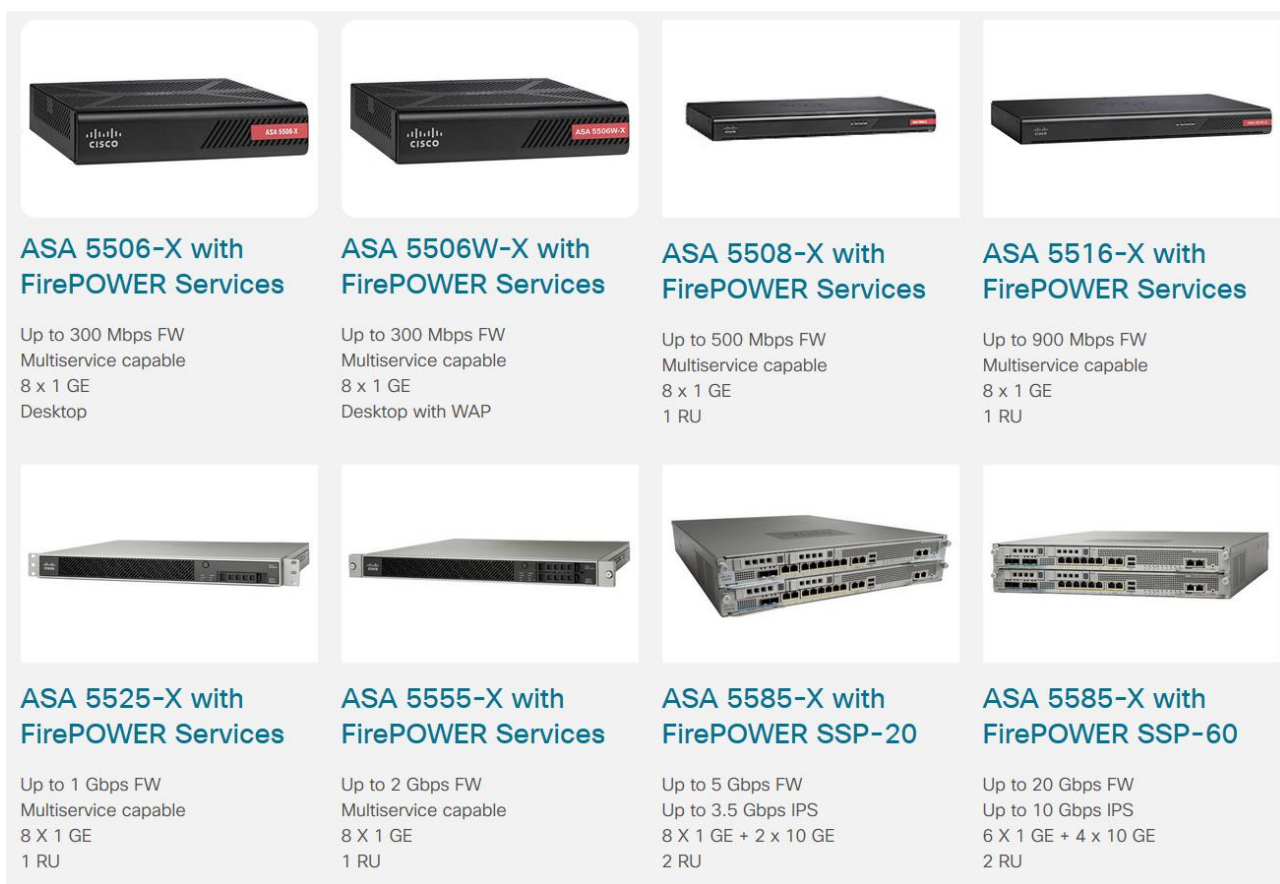 CISCO
ASA 5506-X
CISCO
ASA 5506W-X
CISCO
CISCO
ASA 5506-X with
FirePOWER Services
Up to 300 Mbps FW
Multiservice capable
8 x 1 GE
Desktop
ASA 5506W-X with
FirePOWER Services
Up to 300 Mbps FW
Multiservice capable
8 x 1 GE
Desktop with WAP
ASA 5508-X with
FirePOWER Services
Up to 500 Mbps FW
Multiservice capable
8 x 1 GE
1 RU
ASA 5516-X with
FirePOWER Services
Up to 900 Mbps FW
Multiservice capable
8 x 1 GE
1 RU
ASA 5525-X with
FirePOWER Services
Up to 1 Gbps FW
Multiservice capable
8 X 1 GE
1 RU
ASA 5555-X with
FirePOWER Services
Up to 2 Gbps FW
Multiservice capable
8 X 1 GE
1 RU
ASA 5585-X with
FirePOWER SSP-20
Up to 5 Gbps FW
Up to 3.5 Gbps IPS
8 X 1 GE + 2 x 10 GE
2 RU
ASA 5585-X with
FirePOWER SSP-60
Up to 20 Gbps FW
Up to 10 Gbps IPS
6 X 1 GE + 4 x 10 GE
2 RU